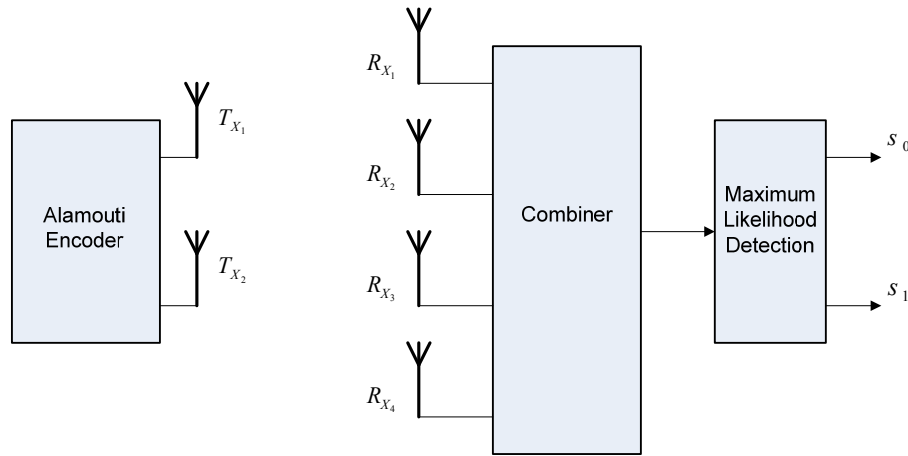 Alamouti
Encoder
T_{X_1}
T_{X_2}
R_{X_1}
R_{X_2}
R_{X_3}
R_{X_4}
Combiner
Maximum
Likelihood
Detection
s_0
s_1